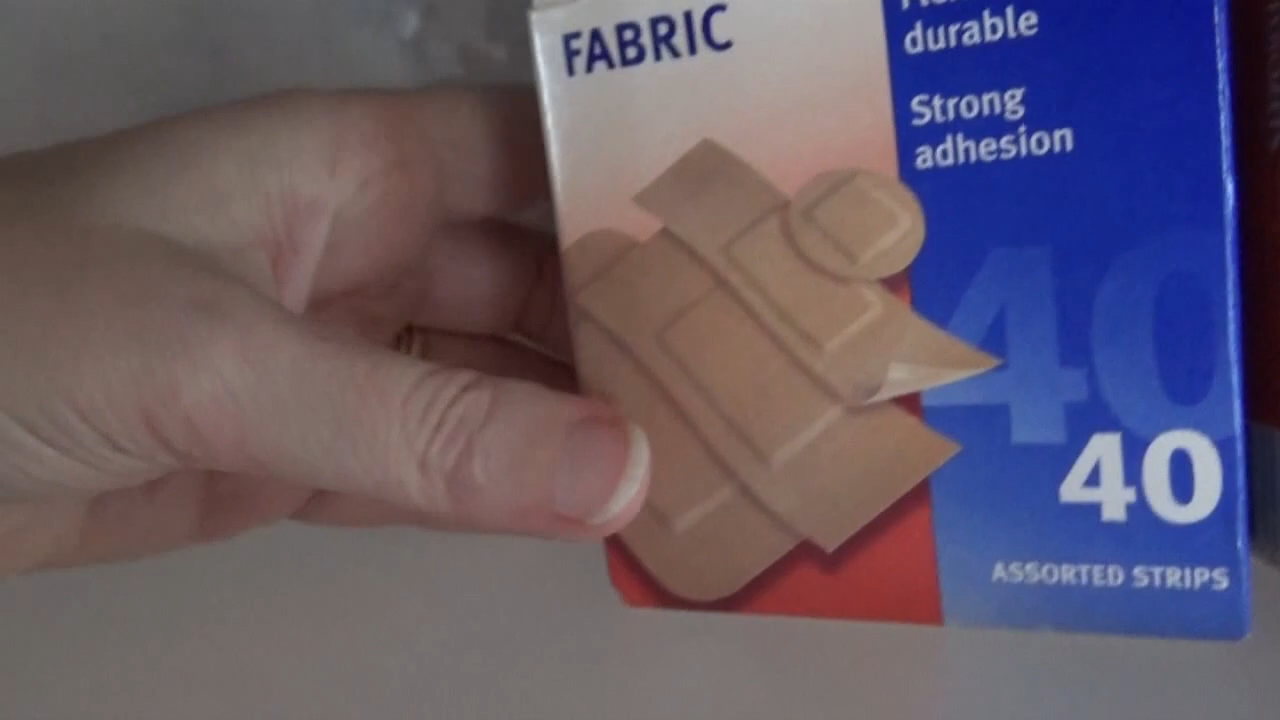 FABRIC
durable
Strong
adhesion
40
40
ASSORTED STRIPS